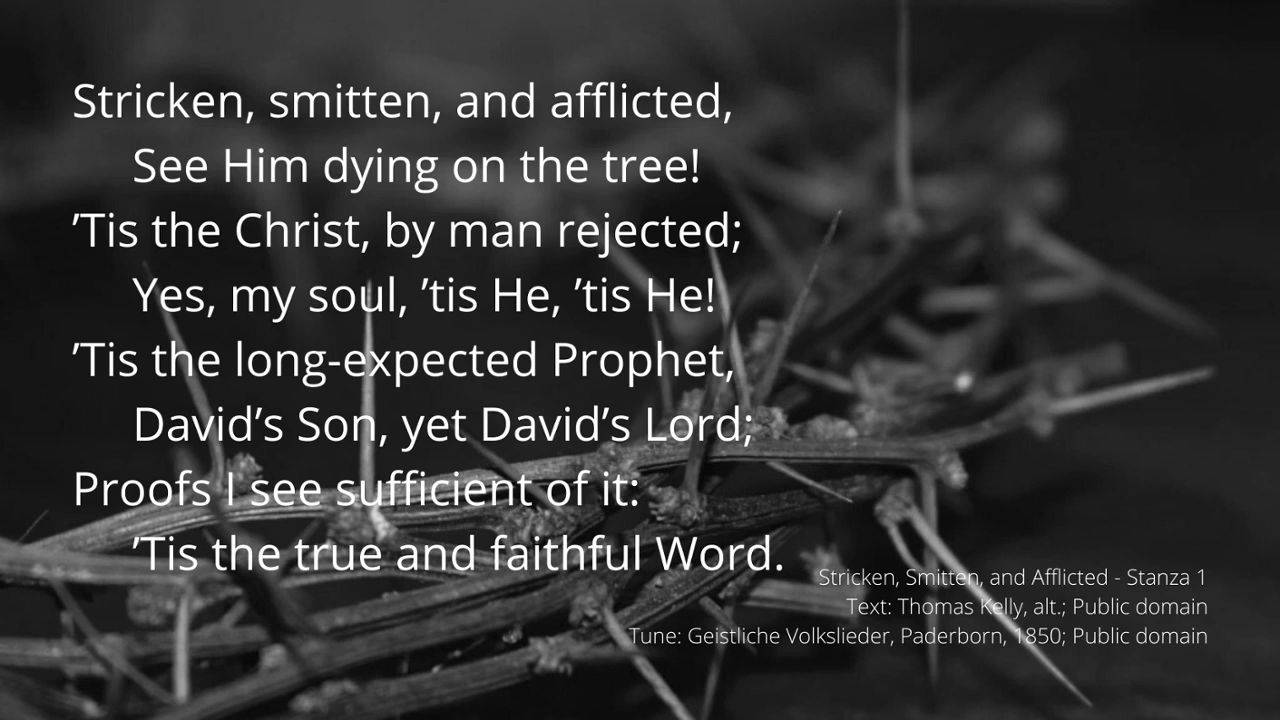 Stricken, smitten, and afflicted,
See Him dying on the tree!
’Tis the Christ, by man rejected;
Yes, my soul, ’tis He, ’tis He!
’Tis the long-expected Prophet,
David’s Son, yet David’s Lord;
Proofs I see sufficient of it:
’Tis the true and faithful Word.
Stricken, Smitten, and Afflicted - Stanza 1
Text: Thomas Kelly, alt.; Public domain
Tune: Geistliche Volkslieder, Paderborn, 1850; Public domain